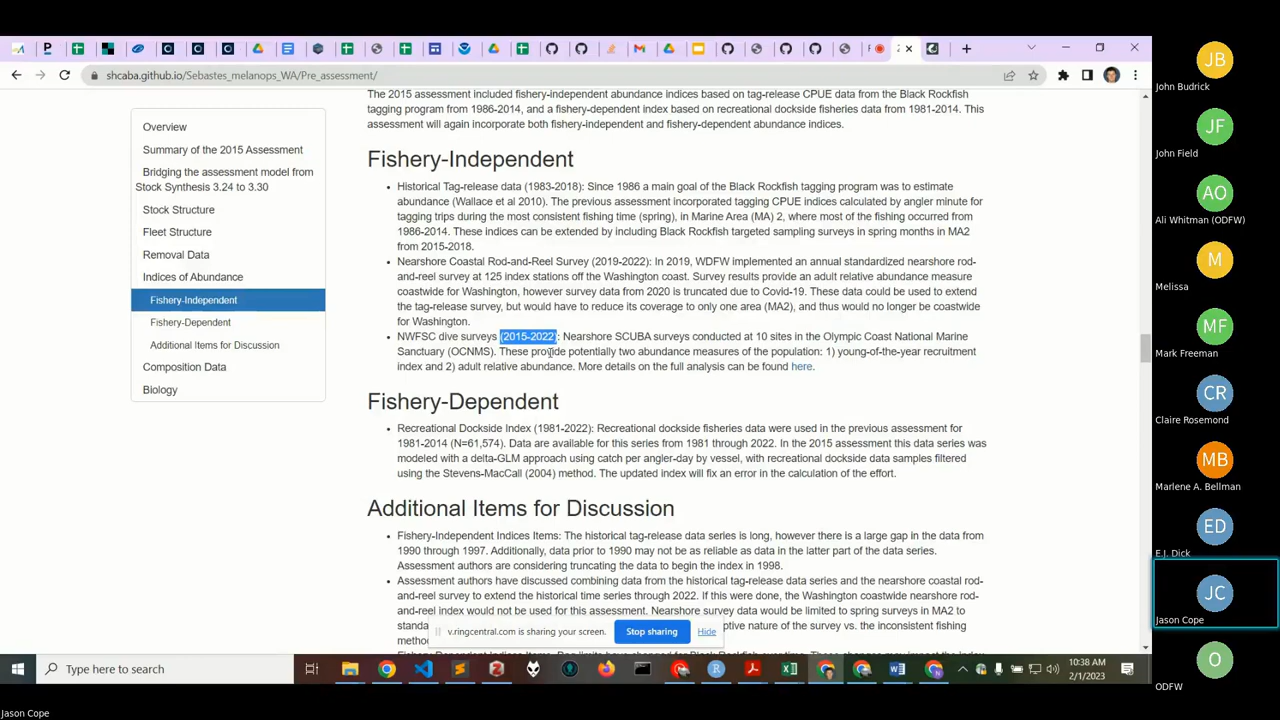 shcaba.github.io/Sebastes_melanops_WA/Pre_assessment/
The 2015 assessment included fishery-independent abundance indices based on tag-release CPUE data from the Black Rockfish
tagging program from 1986-2014, and a fishery-dependent index based on recreational dockside fisheries data from 1981-2014. This
assessment will again incorporate both fishery-independent and fishery-dependent abundance indices.
Overview
Summary of the 2015 Assessment
Bridging the assessment model from
Stock Synthesis 3.24 to 3.30
Stock Structure
Fleet Structure
Removal Data
Indices of Abundance
Fishery-Independent
Fishery-Dependent
Additional Items for Discussion
Composition Data
Biology
Fishery-Independent
Historical Tag-release data (1983-2018): Since 1986 a main goal of the Black Rockfish tagging program was to estimate
abundance (Wallace et al 2010). The previous assessment incorporated tagging CPUE indices calculated by angler minute for
tagging trips during the most consistent fishing time (spring), in Marine Area (MA) 2, where most of the fishing occurred from
1986-2014. These indices can be extended by including Black Rockfish targeted sampling surveys in spring months in MA2
from 2015-2018.
Nearshore Coastal Rod-and-Reel Survey (2019-2022): In 2019, WDFW implemented an annual standardized nearshore rod-
and-reel survey at 125 index stations off the Washington coast. Survey results provide an adult relative abundance measure
coastwide for Washington, however survey data from 2020 is truncated due to Covid-19. These data could be used to extend
the tag-release survey, but would have to reduce its coverage to only one area (MA2), and thus would no longer be coastwide
for Washington.
NWFSC dive surveys (2015-2022): Nearshore SCUBA surveys conducted at 10 sites in the Olympic Coast National Marine
Sanctuary (OCNMS). These provide potentially two abundance measures of the population: 1) young-of-the-year recruitment
index and 2) adult relative abundance. More details on the full analysis can be found here.
Fishery-Dependent
Recreational Dockside Index (1981-2022): Recreational dockside fisheries data were used in the previous assessment for
1981-2014 (N=61,574). Data are available for this series from 1981 through 2022. In the 2015 assessment this data series was
modeled with a delta-GLM approach using catch per angler-day by vessel, with recreational dockside data samples filtered
using the Stevens-MacCall (2004) method. The updated index will fix an error in the calculation of the effort.
Additional Items for Discussion
Fishery-Independent Indices Items: The historical tag-release data series is long, however there is a large gap in the data from
1990 through 1997. Additionally, data prior to 1990 may not be as reliable as data in the latter part of the data series.
Assessment authors are considering truncating the data to begin the index in 1998.
Assessment authors have discussed combining data from the historical tag-release data series and the nearshore coastal rod-
and-reel survey to extend the historical time series through 2022. If this were done, the Washington coastwide nearshore rod-
and-reel index would not be used for this assessment. Nearshore survey data would be limited to spring surveys in MA2 to
ptive nature of the survey vs. the inconsistent fishing
v.ringcentral.com is sharing your screen.
Stop sharing
Hide
Type here to search
10:38 AM
2/1/2023
JB
John Budrick
JF
John Field
AO
Ali Whitman (ODFW)
M
Melissa
MF
Mark Freeman
CR
Claire Rosemond
MB
Marlene A. Bellman
ED
E.J. Dick
JC
Jason Cope
O
ODFW
Jason Cope